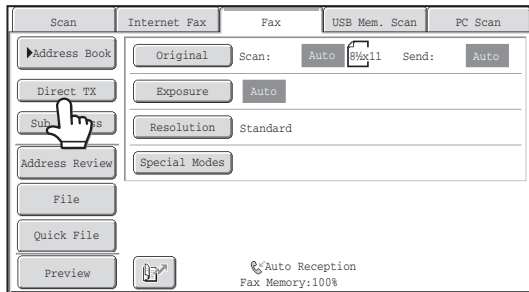 Scan Internet Fax Fax USB Mem. Scan PC Scan
Address Book
Original Scan: Auto 8½x11 Send: Auto
Direct TX
Exposure Auto
Sub
Resolution Standard
Address Review
Special Modes
File
Quick File
Preview
Auto Reception
Fax Memory:100%